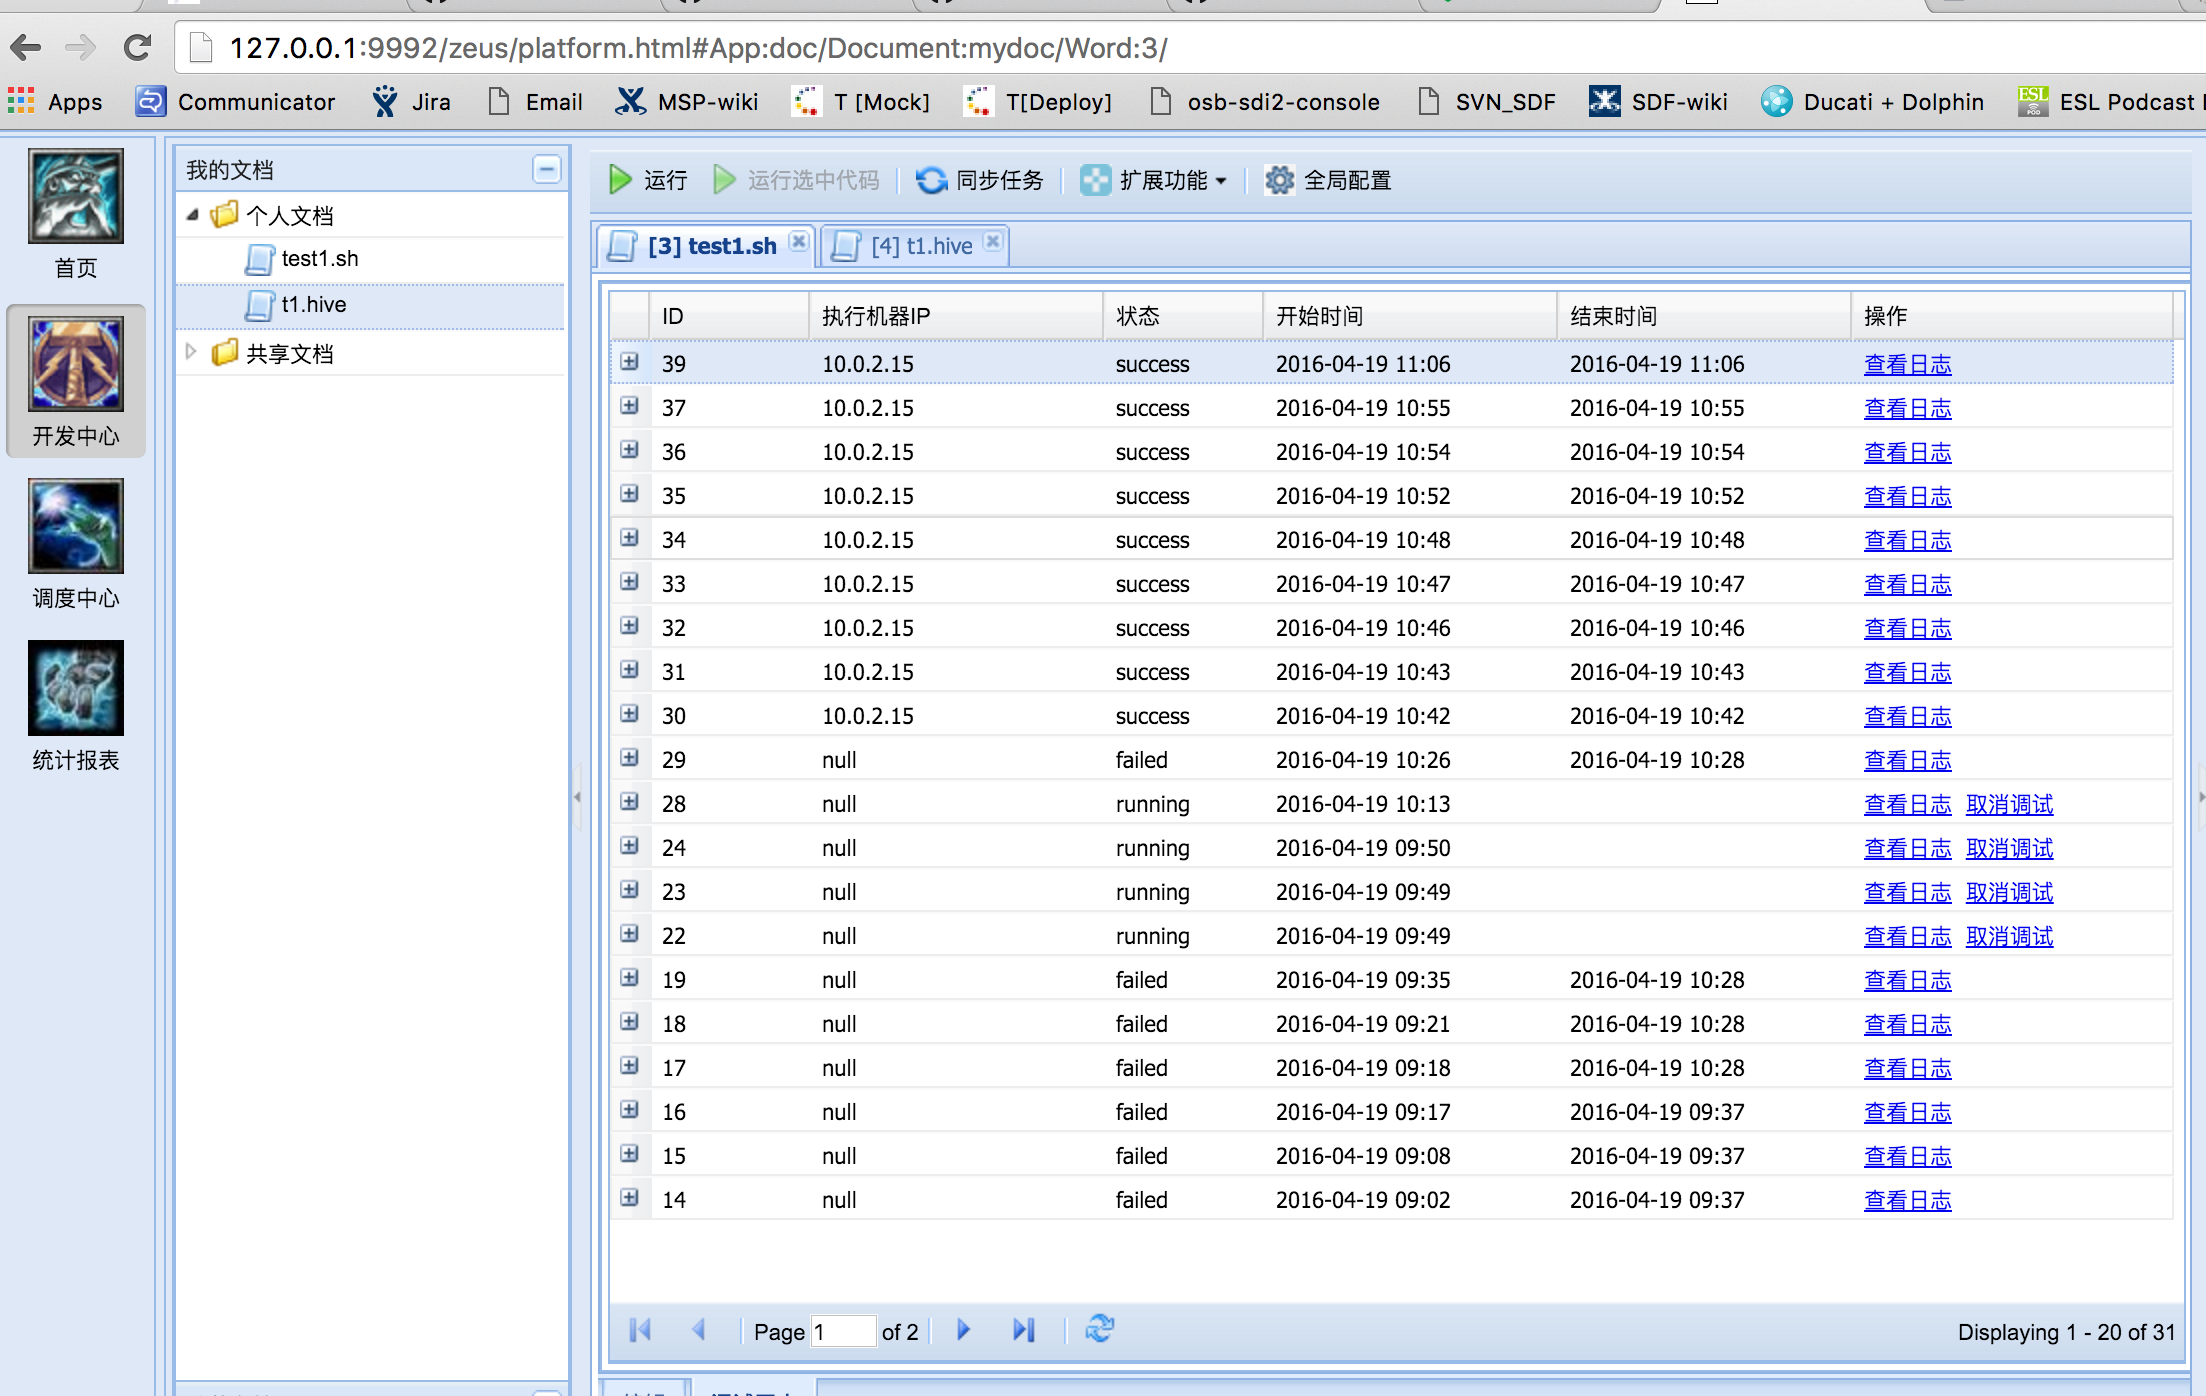 127.0.0.1:9992/zeus/platform.html#App:doc/Document:mydoc/Word:3/
Apps Communicator Jira Email MSP-wiki T [Mock] T[Deploy] osb-sdi2-console SVN_SDF SDF-wiki Ducati + Dolphin ESL Podcast
首页
开发中心
调度中心
统计报表
我的文档
个人文档
test1.sh
t1.hive
共享文档
运行 运行选中代码 同步任务 扩展功能 全局配置
[3] test1.sh [4] t1.hive
ID 执行机器IP 状态 开始时间 结束时间 操作
39 10.0.2.15 success 2016-04-19 11:06 2016-04-19 11:06 查看日志
37 10.0.2.15 success 2016-04-19 10:55 2016-04-19 10:55 查看日志
36 10.0.2.15 success 2016-04-19 10:54 2016-04-19 10:54 查看日志
35 10.0.2.15 success 2016-04-19 10:52 2016-04-19 10:52 查看日志
34 10.0.2.15 success 2016-04-19 10:48 2016-04-19 10:48 查看日志
33 10.0.2.15 success 2016-04-19 10:47 2016-04-19 10:47 查看日志
32 10.0.2.15 success 2016-04-19 10:46 2016-04-19 10:46 查看日志
31 10.0.2.15 success 2016-04-19 10:43 2016-04-19 10:43 查看日志
30 10.0.2.15 success 2016-04-19 10:42 2016-04-19 10:42 查看日志
29 null failed 2016-04-19 10:26 2016-04-19 10:28 查看日志
28 null running 2016-04-19 10:13 查看日志 取消调试
24 null running 2016-04-19 09:50 查看日志 取消调试
23 null running 2016-04-19 09:49 查看日志 取消调试
22 null running 2016-04-19 09:49 查看日志 取消调试
19 null failed 2016-04-19 09:35 2016-04-19 10:28 查看日志
18 null failed 2016-04-19 09:21 2016-04-19 10:28 查看日志
17 null failed 2016-04-19 09:18 2016-04-19 10:28 查看日志
16 null failed 2016-04-19 09:17 2016-04-19 09:37 查看日志
15 null failed 2016-04-19 09:08 2016-04-19 09:37 查看日志
14 null failed 2016-04-19 09:02 2016-04-19 09:37 查看日志
Page 1 of 2 Displaying 1 - 20 of 31